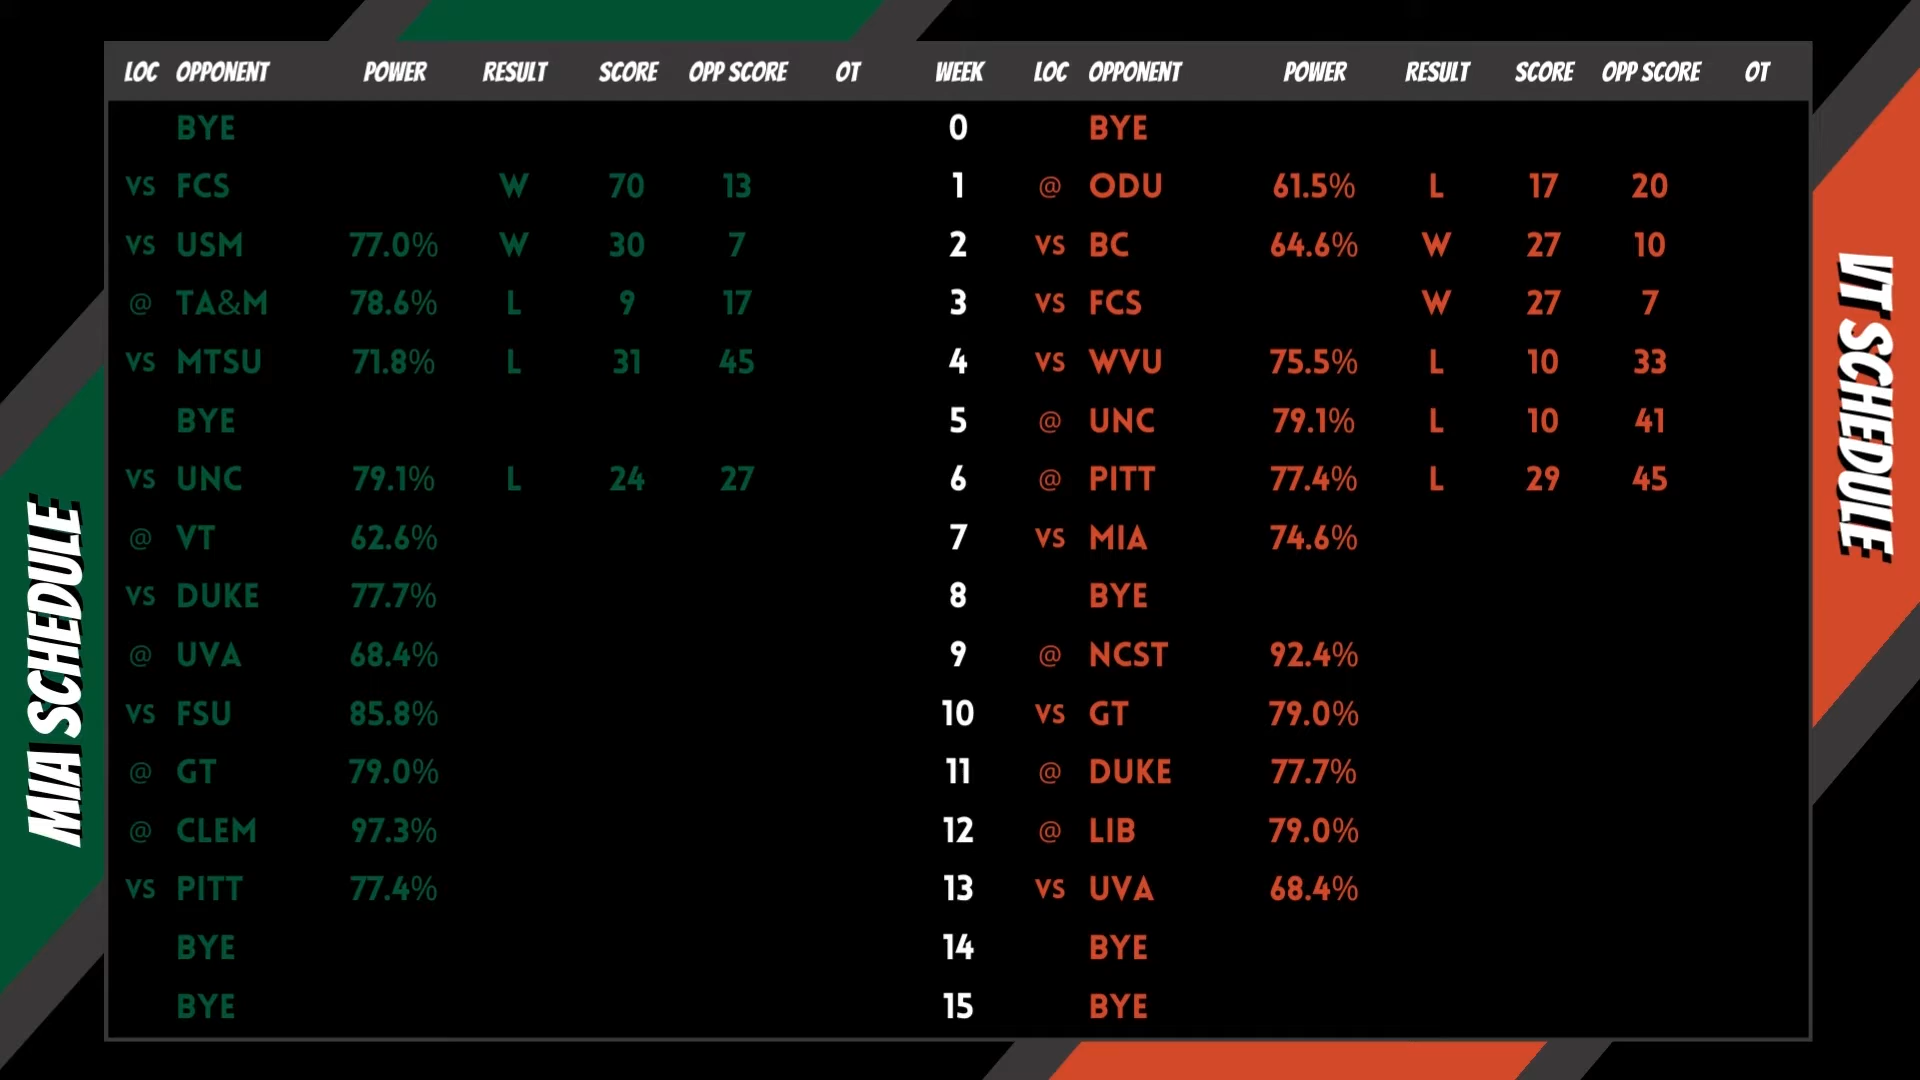 LOC OPPONENT POWER RESULT SCORE OPP SCORE OT WEEK LOC OPPONENT POWER RESULT SCORE OPP SCORE OT
BYE 0 BYE
VS FCS W 70 13 1 @ ODU 61.5% L 17 20
VS USM 77.0% W 30 7 2 VS BC 64.6% W 27 10
@ TA&M 78.6% L 9 17 3 VS FCS W 27 7
VS MTSU 71.8% L 31 45 4 VS WVU 75.5% L 10 33
BYE 5 @ UNC 79.1% L 10 41
VS UNC 79.1% L 24 27 6 @ PITT 77.4% L 29 45
@ VT 62.6% 7 VS MIA 74.6%
VS DUKE 77.7% 8 BYE
@ UVA 68.4% 9 @ NCST 92.4%
VS FSU 85.8% 10 VS GT 79.0%
@ GT 79.0% 11 @ DUKE 77.7%
@ CLEM 97.3% 12 @ LIB 79.0%
VS PITT 77.4% 13 VS UVA 68.4%
BYE 14 BYE
BYE 15 BYE
MIA SCHEDULE
VT SCHEDULE